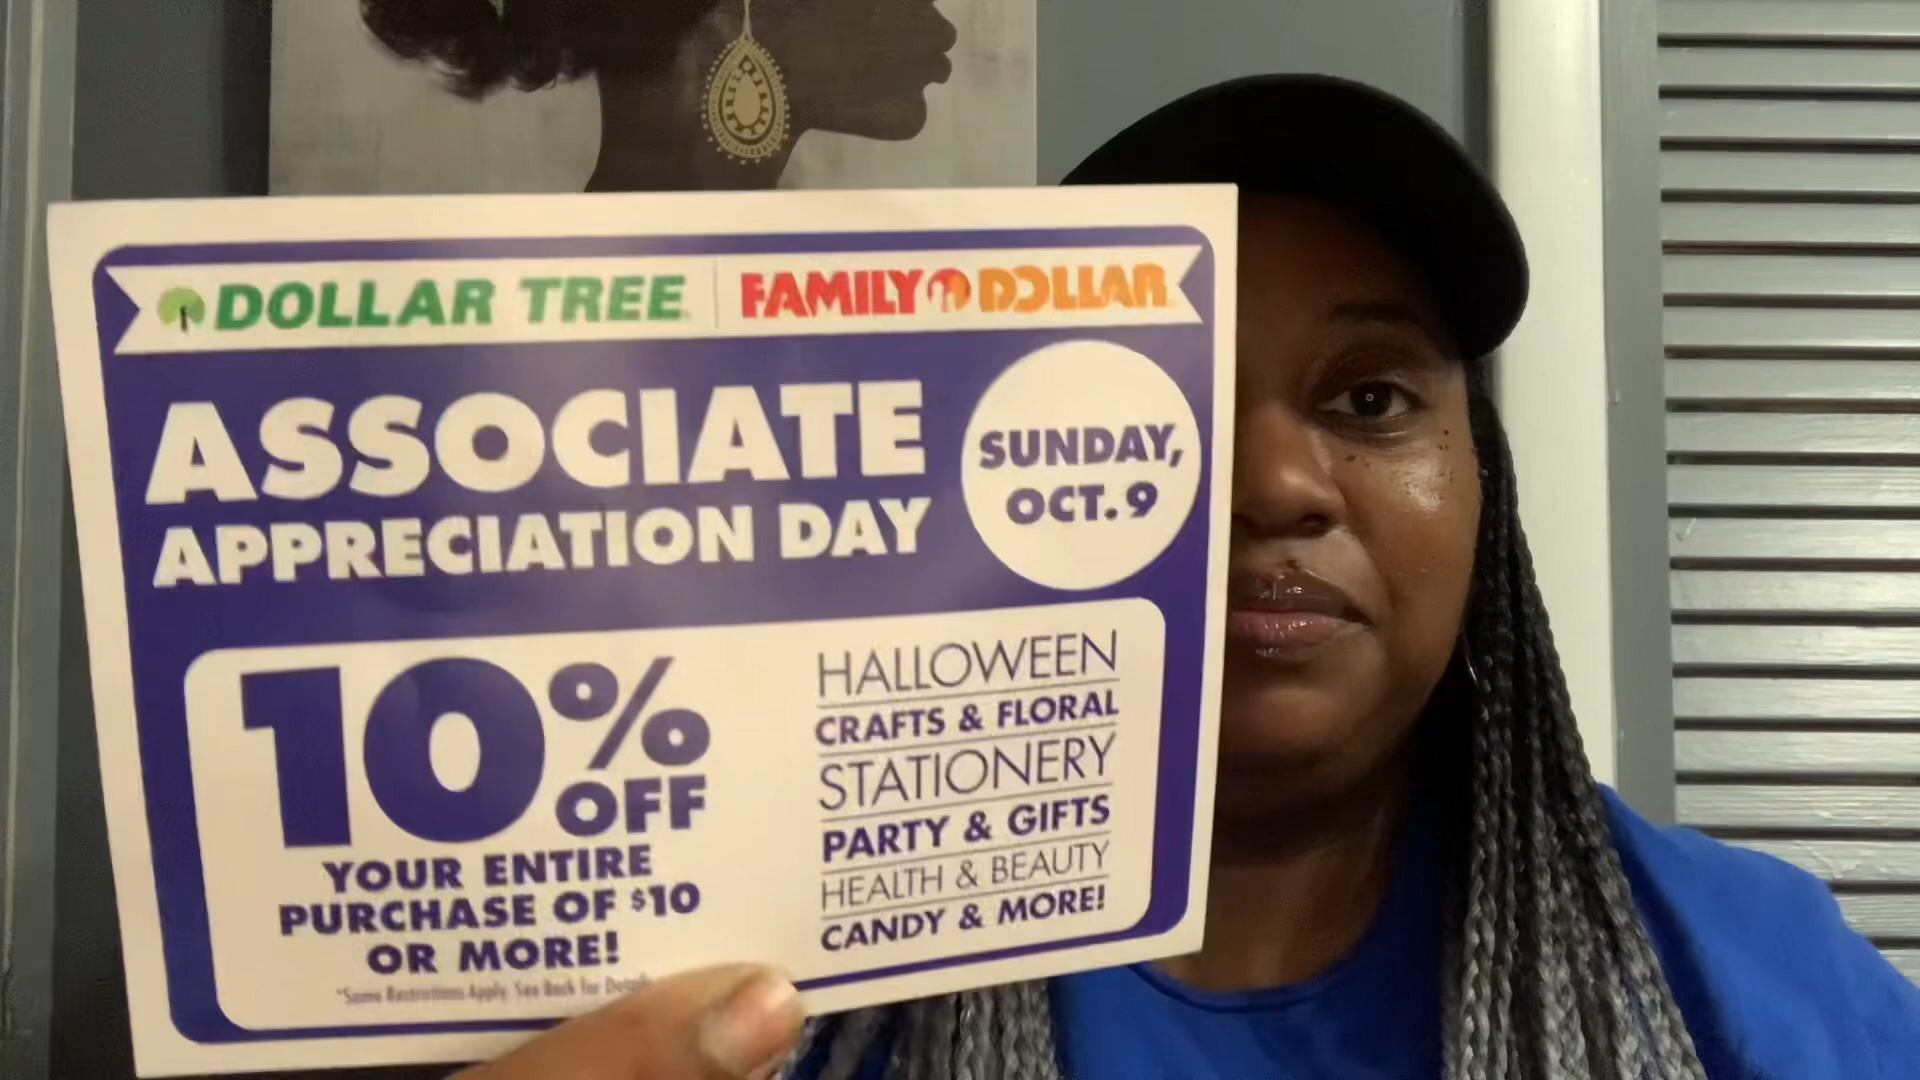 DOLLAR TREE FAMILY DOLLAR
ASSOCIATE
APPRECIATION DAY
SUNDAY,
OCT. 9
10%
OFF
YOUR ENTIRE
PURCHASE OF $10
OR MORE!
*Some Restrictions Apply. See Back for
HALLOWEEN
CRAFTS & FLORAL
STATIONERY
PARTY & GIFTS
HEALTH & BEAUTY
CANDY & MORE!